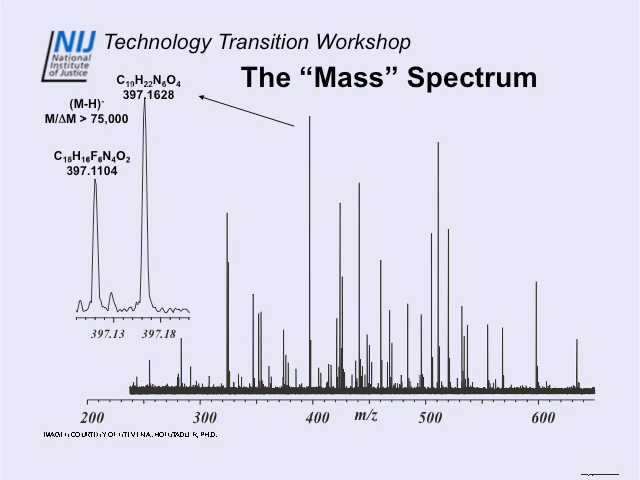 NIJ
National
Institute
of Justice
Technology Transition Workshop
The “Mass” Spectrum
C₁₉H₂₂N₆O₄
397.1628
(M-H)⁻
M/ΔM > 75,000
C₁₅H₁₆F₆N₄O₂
397.1104
397.13 397.18
200 300 400 m/z 500 600